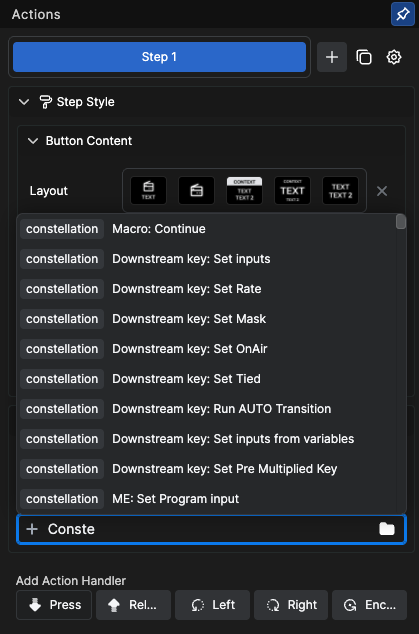 Actions
Step 1
Step Style
Button Content
Layout
TEXT
CONTEXT
TEXT
TEXT 2
CONTEXT
TEXT
TEXT 2
TEXT
TEXT 2
constellation Macro: Continue
constellation Downstream key: Set inputs
constellation Downstream key: Set Rate
constellation Downstream key: Set Mask
constellation Downstream key: Set OnAir
constellation Downstream key: Set Tied
constellation Downstream key: Run AUTO Transition
constellation Downstream key: Set inputs from variables
constellation Downstream key: Set Pre Multiplied Key
constellation ME: Set Program input
Conste
Add Action Handler
Press Rel... Left Right Enc...